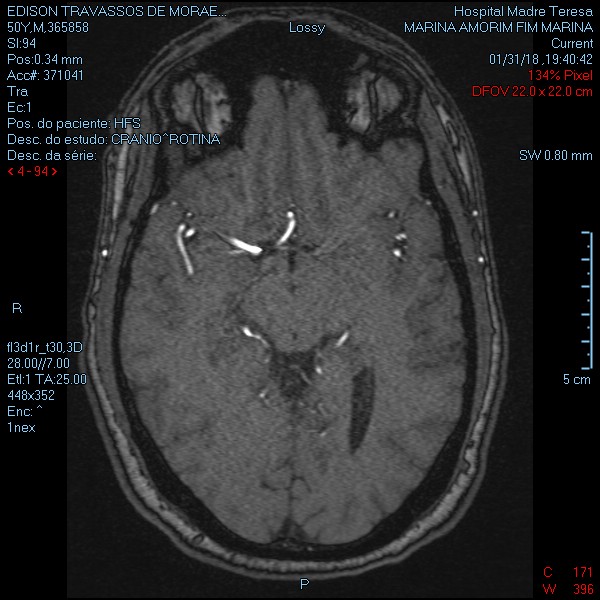 EDISON TRAVASSOS DE MORAE...
50Y,M,365858
Sl:94
Pos:0.34 mm
Acc#: 371041
Tra
Ec:1
Pos. do paciente: HFS
Desc. do estudo: CRANIO^ROTINA
Desc. da série:
< 4 - 94 >
Lossy
Hospital Madre Teresa
MARINA AMORIM FIM MARINA
Current
01/31/18 ,19:40:42
134% Pixel
DFOV 22.0 x 22.0 cm
SW 0.80 mm
R
fl3d1r_t30,3D
28.00//7.00
Etl:1 TA:25.00
448x352
Enc: ^
1nex
5 cm
P
C 171
W 396